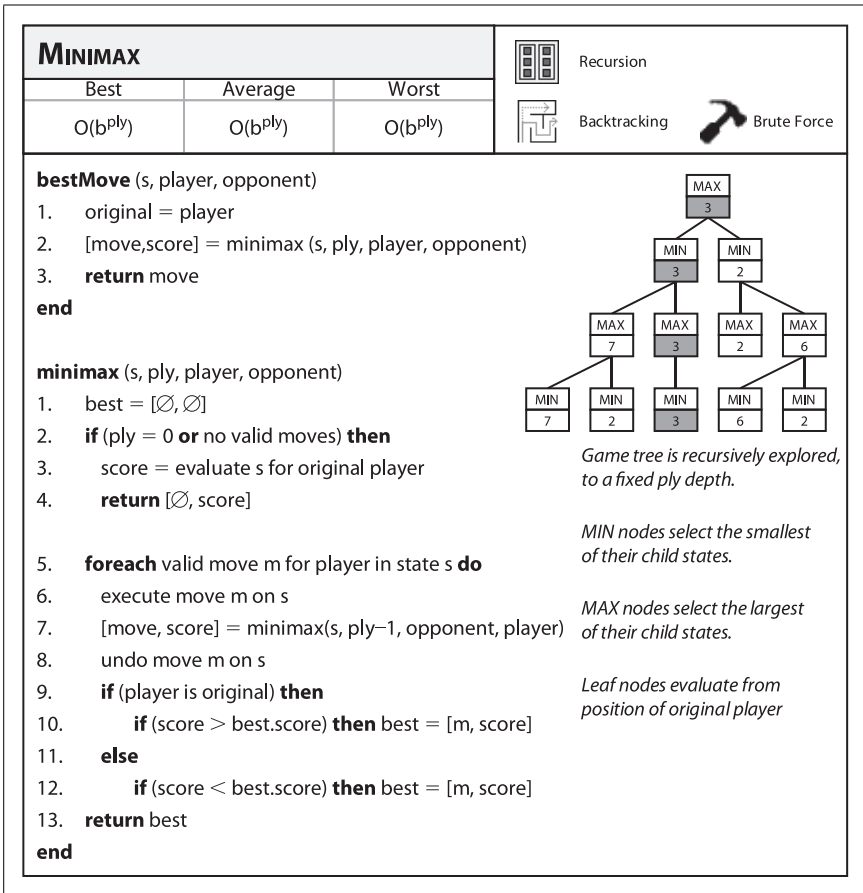 MINIMAX
Best Average Worst
O(b^ply) O(b^ply) O(b^ply)
Recursion
Backtracking Brute Force
bestMove (s, player, opponent)
1. original = player
2. [move,score] = minimax (s, ply, player, opponent)
3. return move
end
minimax (s, ply, player, opponent)
1. best = [∅, ∅]
2. if (ply = 0 or no valid moves) then
3. score = evaluate s for original player
4. return [∅, score]
5. foreach valid move m for player in state s do
6. execute move m on s
7. [move, score] = minimax(s, ply−1, opponent, player)
8. undo move m on s
9. if (player is original) then
10. if (score > best.score) then best = [m, score]
11. else
12. if (score < best.score) then best = [m, score]
13. return best
end
MAX
3
MIN MIN
3 2
MAX MAX MAX MAX
7 3 2 6
MIN MIN MIN MIN MIN
7 2 3 6 2
Game tree is recursively explored,
to a fixed ply depth.
MIN nodes select the smallest
of their child states.
MAX nodes select the largest
of their child states.
Leaf nodes evaluate from
position of original player